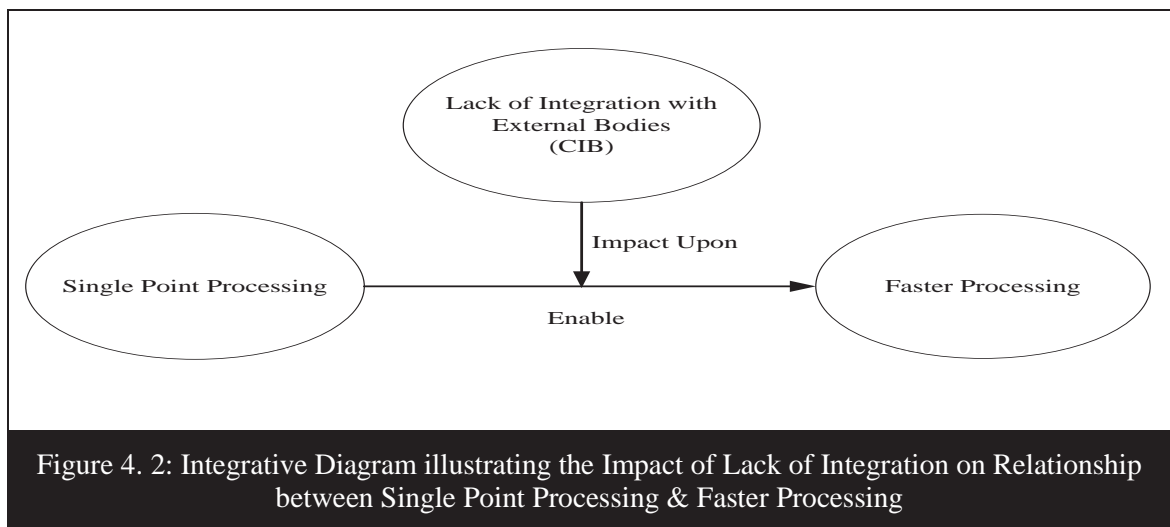 Lack of Integration with
External Bodies
(CIB)
Impact Upon
Single Point Processing
Faster Processing
Enable
Figure 4. 2: Integrative Diagram illustrating the Impact of Lack of Integration on Relationship
between Single Point Processing & Faster Processing